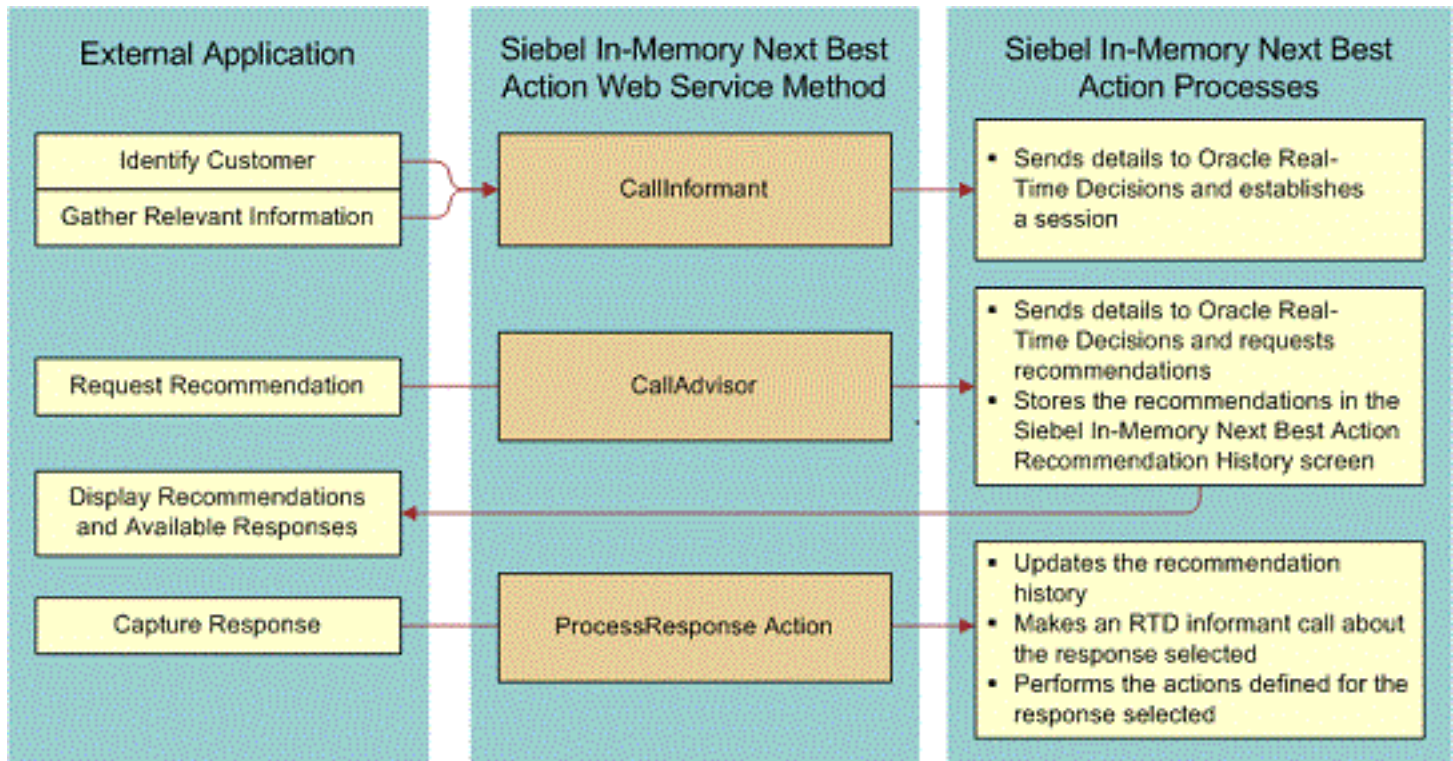 External Application
Siebel In-Memory Next Best
Action Web Service Method
Siebel In-Memory Next Best
Action Processes
Identify Customer
Gather Relevant Information
CallInformant
▪ Sends details to Oracle Real-
Time Decisions and establishes
a session
Request Recommendation
CallAdvisor
▪ Sends details to Oracle Real-
Time Decisions and requests
recommendations
▪ Stores the recommendations in the
Siebel In-Memory Next Best Action
Recommendation History screen
Display Recommendations
and Available Responses
Capture Response
ProcessResponse Action
▪ Updates the recommendation
history
▪ Makes an RTD informant call about
the response selected
▪ Performs the actions defined for the
response selected